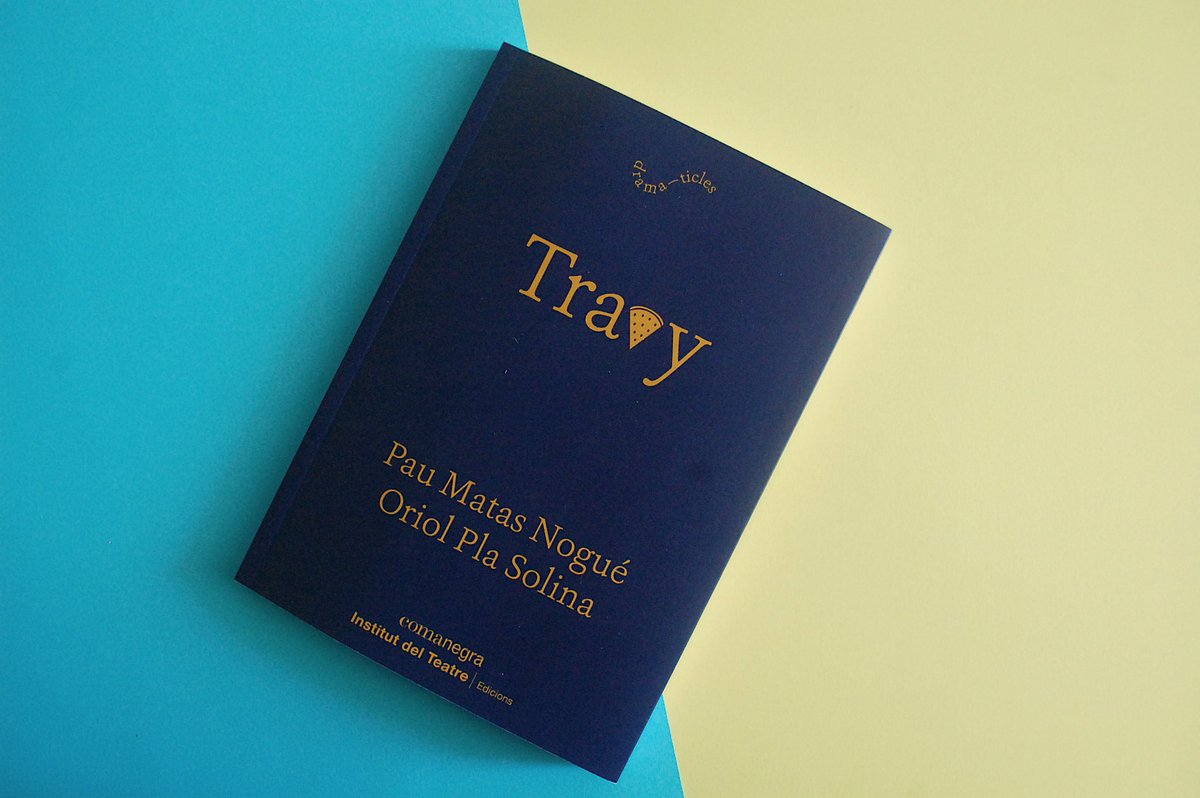 Drama–ticles
Travy
Pau Matas Nogué
Oriol Pla Solina
comanegra
Institut del Teatre | Edicions